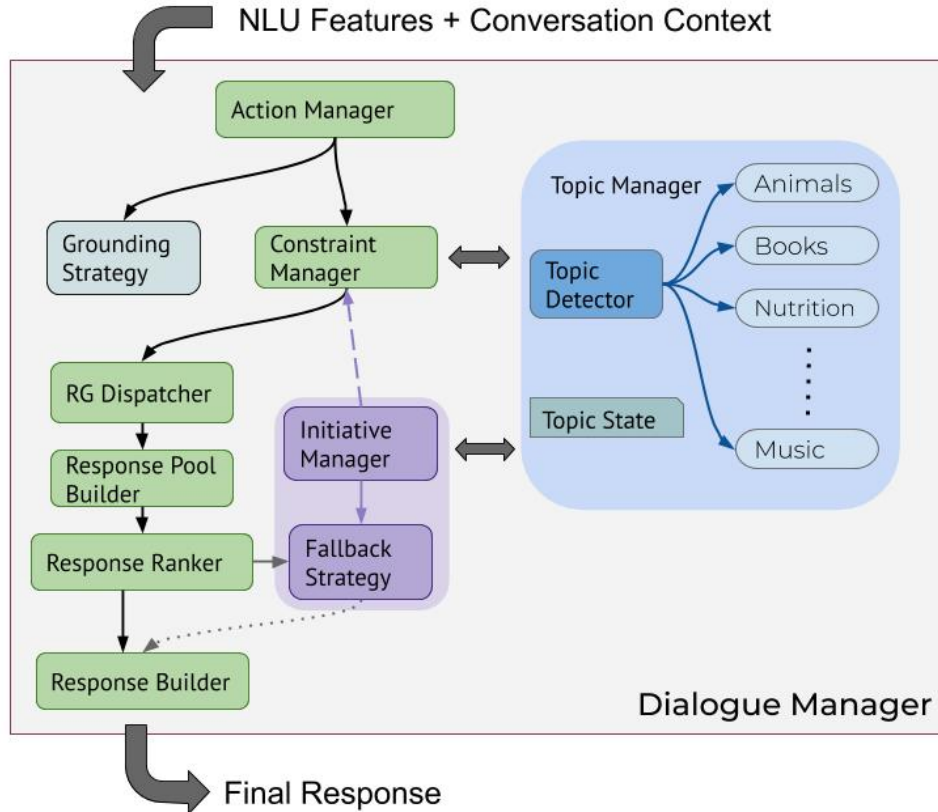 NLU Features + Conversation Context
Action Manager
Grounding
Strategy
Constraint
Manager
Topic Manager
Topic
Detector
Animals
Books
Nutrition
Music
Topic State
RG Dispatcher
Response Pool
Builder
Response Ranker
Initiative
Manager
Fallback
Strategy
Response Builder
Dialogue Manager
Final Response